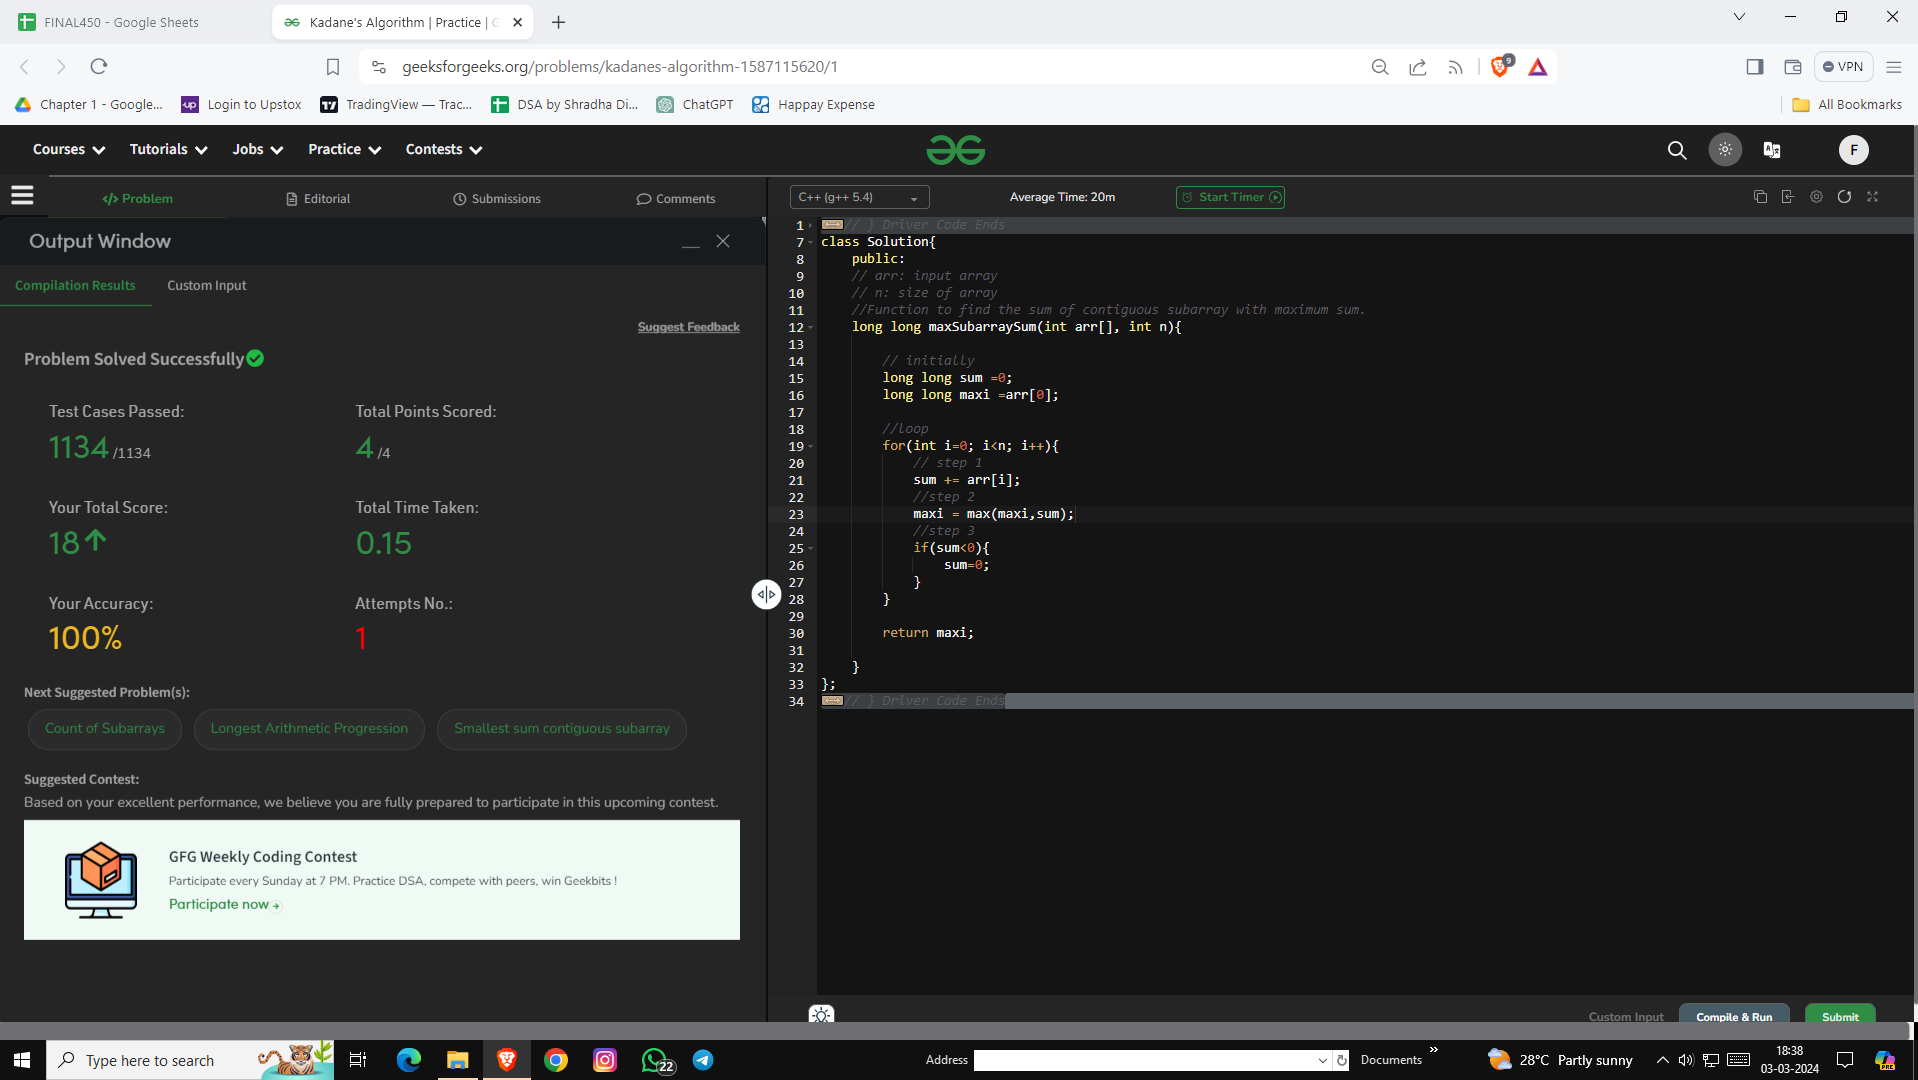 FINAL450 - Google Sheets
Kadane's Algorithm | Practice | G
geeksforgeeks.org/problems/kadanes-algorithm-1587115620/1
9
VPN
Chapter 1 - Google...
up
Login to Upstox
TradingView — Trac...
DSA by Shradha Di...
ChatGPT
Happay Expense
All Bookmarks
Courses
Tutorials
Jobs
Practice
Contests
F
</> Problem
Editorial
Submissions
Comments
C++ (g++ 5.4)
Average Time: 20m
Start Timer
Output Window
Compilation Results
Custom Input
Suggest Feedback
Problem Solved Successfully
Test Cases Passed:
1134 /1134
Total Points Scored:
4 /4
Your Total Score:
18
Total Time Taken:
0.15
Your Accuracy:
100%
Attempts No.:
1
Next Suggested Problem(s):
Count of Subarrays
Longest Arithmetic Progression
Smallest sum contiguous subarray
Suggested Contest:
Based on your excellent performance, we believe you are fully prepared to participate in this upcoming contest.
GFG Weekly Coding Contest
Participate every Sunday at 7 PM. Practice DSA, compete with peers, win Geekbits !
Participate now
1 // } Driver Code Ends
7 class Solution{
8 public:
9 // arr: input array
10 // n: size of array
11 //Function to find the sum of contiguous subarray with maximum sum.
12 long long maxSubarraySum(int arr[], int n){
13
14 // initially
15 long long sum =0;
16 long long maxi =arr[0];
17
18 //loop
19 for(int i=0; i<n; i++){
20 // step 1
21 sum += arr[i];
22 //step 2
23 maxi = max(maxi,sum);
24 //step 3
25 if(sum<0){
26 sum=0;
27 }
28 }
29
30 return maxi;
31
32 }
33 };
34 // } Driver Code Ends
Custom Input
Compile & Run
Submit
Type here to search
22
Address
Documents
28°C Partly sunny
18:38
03-03-2024
PRE